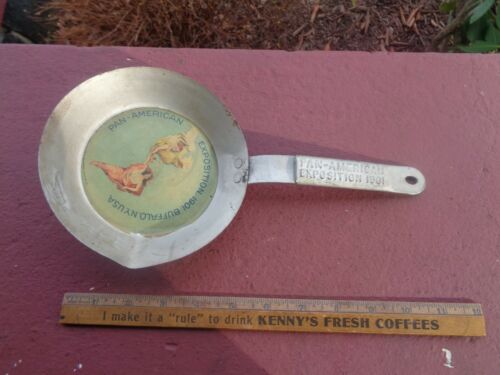 PAN-AMERICAN
EXPOSITION 1901 BUFFALO, N.Y. U.S.A.
PAN-AMERICAN
EXPOSITION 1901
I make it a "rule" to drink KENNY'S FRESH COFFEES